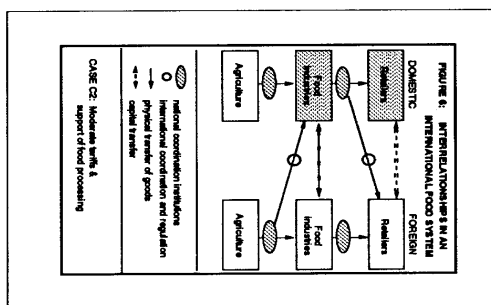 FIGURE 6: INTERRELATIONSHIPS IN AN
INTERNATIONAL FOOD SYSTEM
DOMESTIC
FOREIGN
Retailers
Retailers
Food
industries
Food
industries
Agriculture
Agriculture
national coordination institutions
international coordination and regulation
physical transfer of goods
capital transfer
CASE C2: Moderate tariffs &
support of food processing